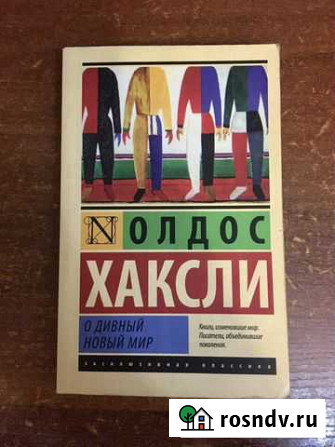 N ОЛДОС
ХАКСЛИ
О ДИВНЫЙ
НОВЫЙ МИР
Книги, изменившие мир.
Писатели, объединившие
поколения.
ЭКСКЛЮЗИВНАЯ КЛАССИКА
rosndv.ru